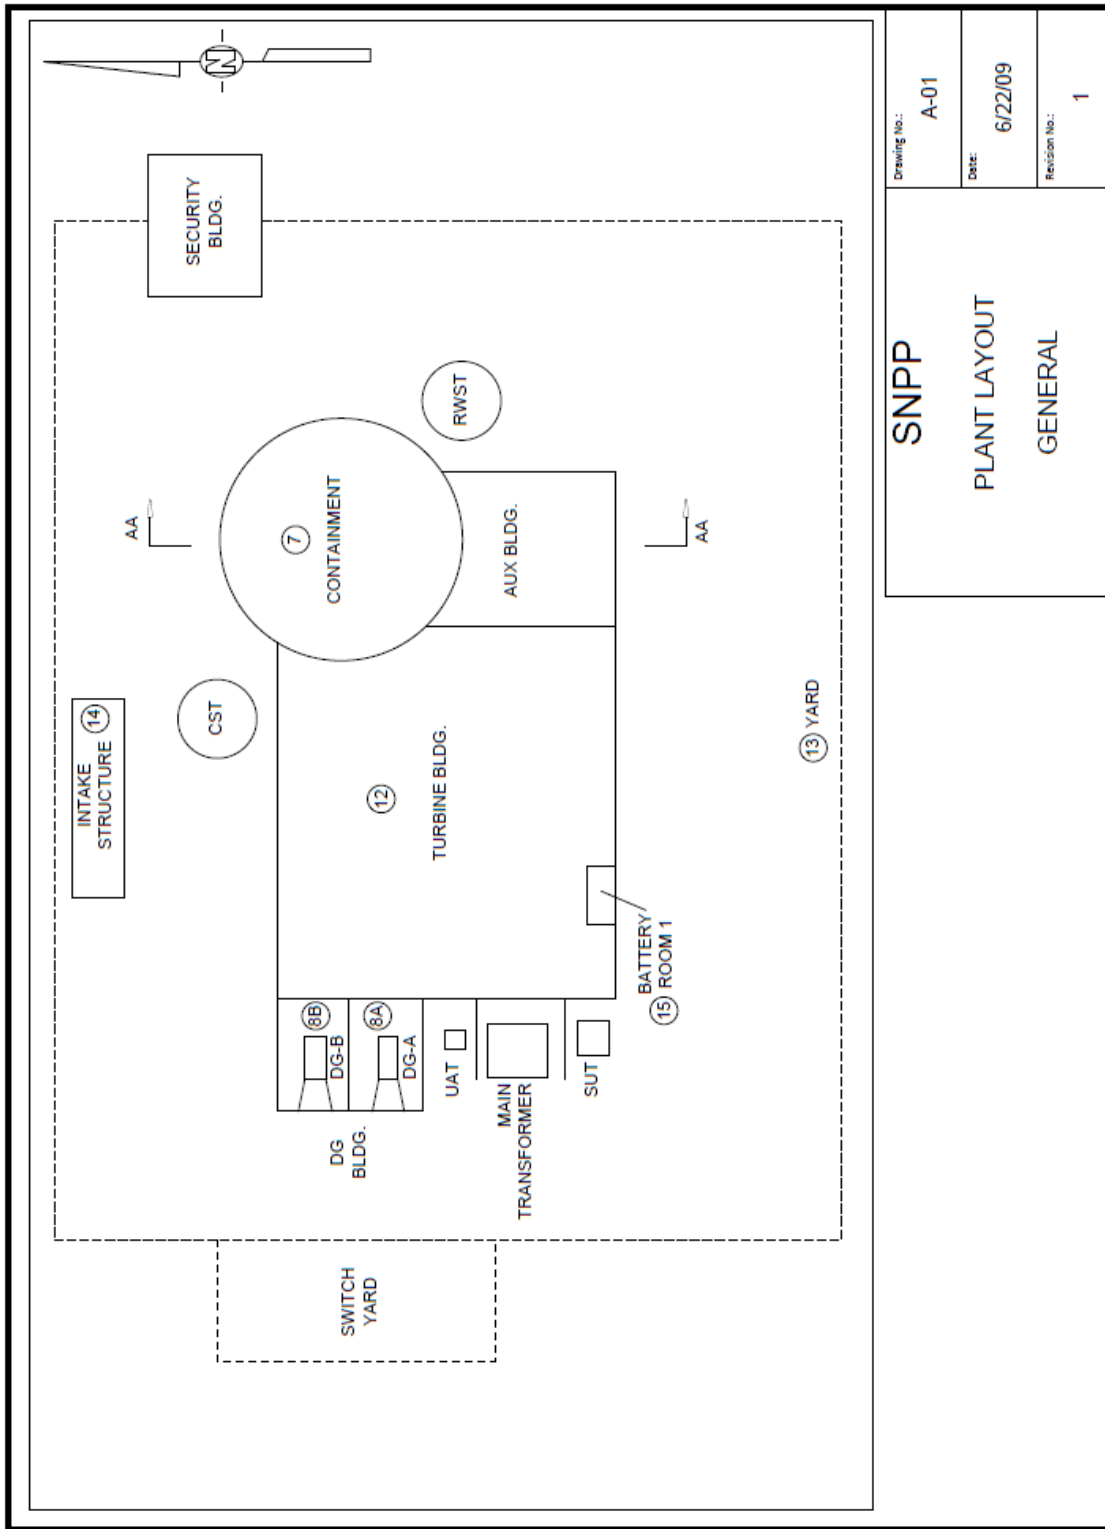 N
SECURITY
BLDG.
INTAKE
STRUCTURE
14
CST
AA
7
CONTAINMENT
RWST
AUX BLDG.
AA
12
TURBINE BLDG.
8B
DG-B
8A
DG-A
DG
BLDG.
UAT
MAIN
TRANSFORMER
SUT
BATTERY
15 ROOM 1
13 YARD
SWITCH
YARD
SNPP
PLANT LAYOUT
GENERAL
Drawing No.:
A-01
Date:
6/22/09
Revision No.:
1